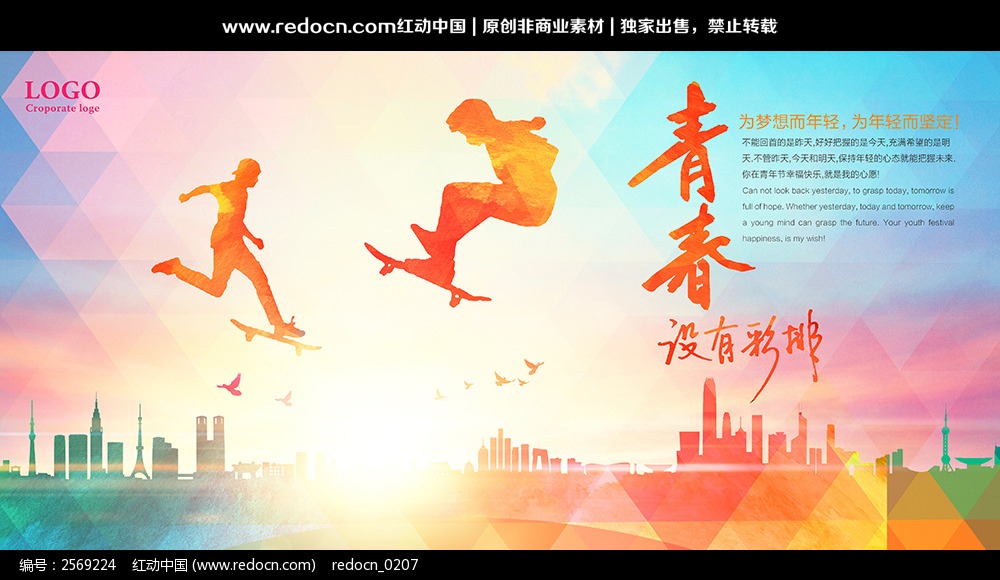 www.redocn.com红动中国 | 原创非商业素材 | 独家出售，禁止转载
LOGO
Croporate loge
青春
设有彩排
为梦想而年轻，为年轻而坚定！
不能回首的是昨天,好好把握的是今天,充满希望的是明
天,不管昨天,今天和明天,保持年轻的心态就能把握未来.
你在青年节幸福快乐,就是我的心愿!
Can not look back yesterday, to grasp today, tomorrow is
full of hope. Whether yesterday, today and tomorrow, keep
a young mind can grasp the future. Your youth festival
happiness, is my wish!
编号：2569224 红动中国 (www.redocn.com) redocn_0207